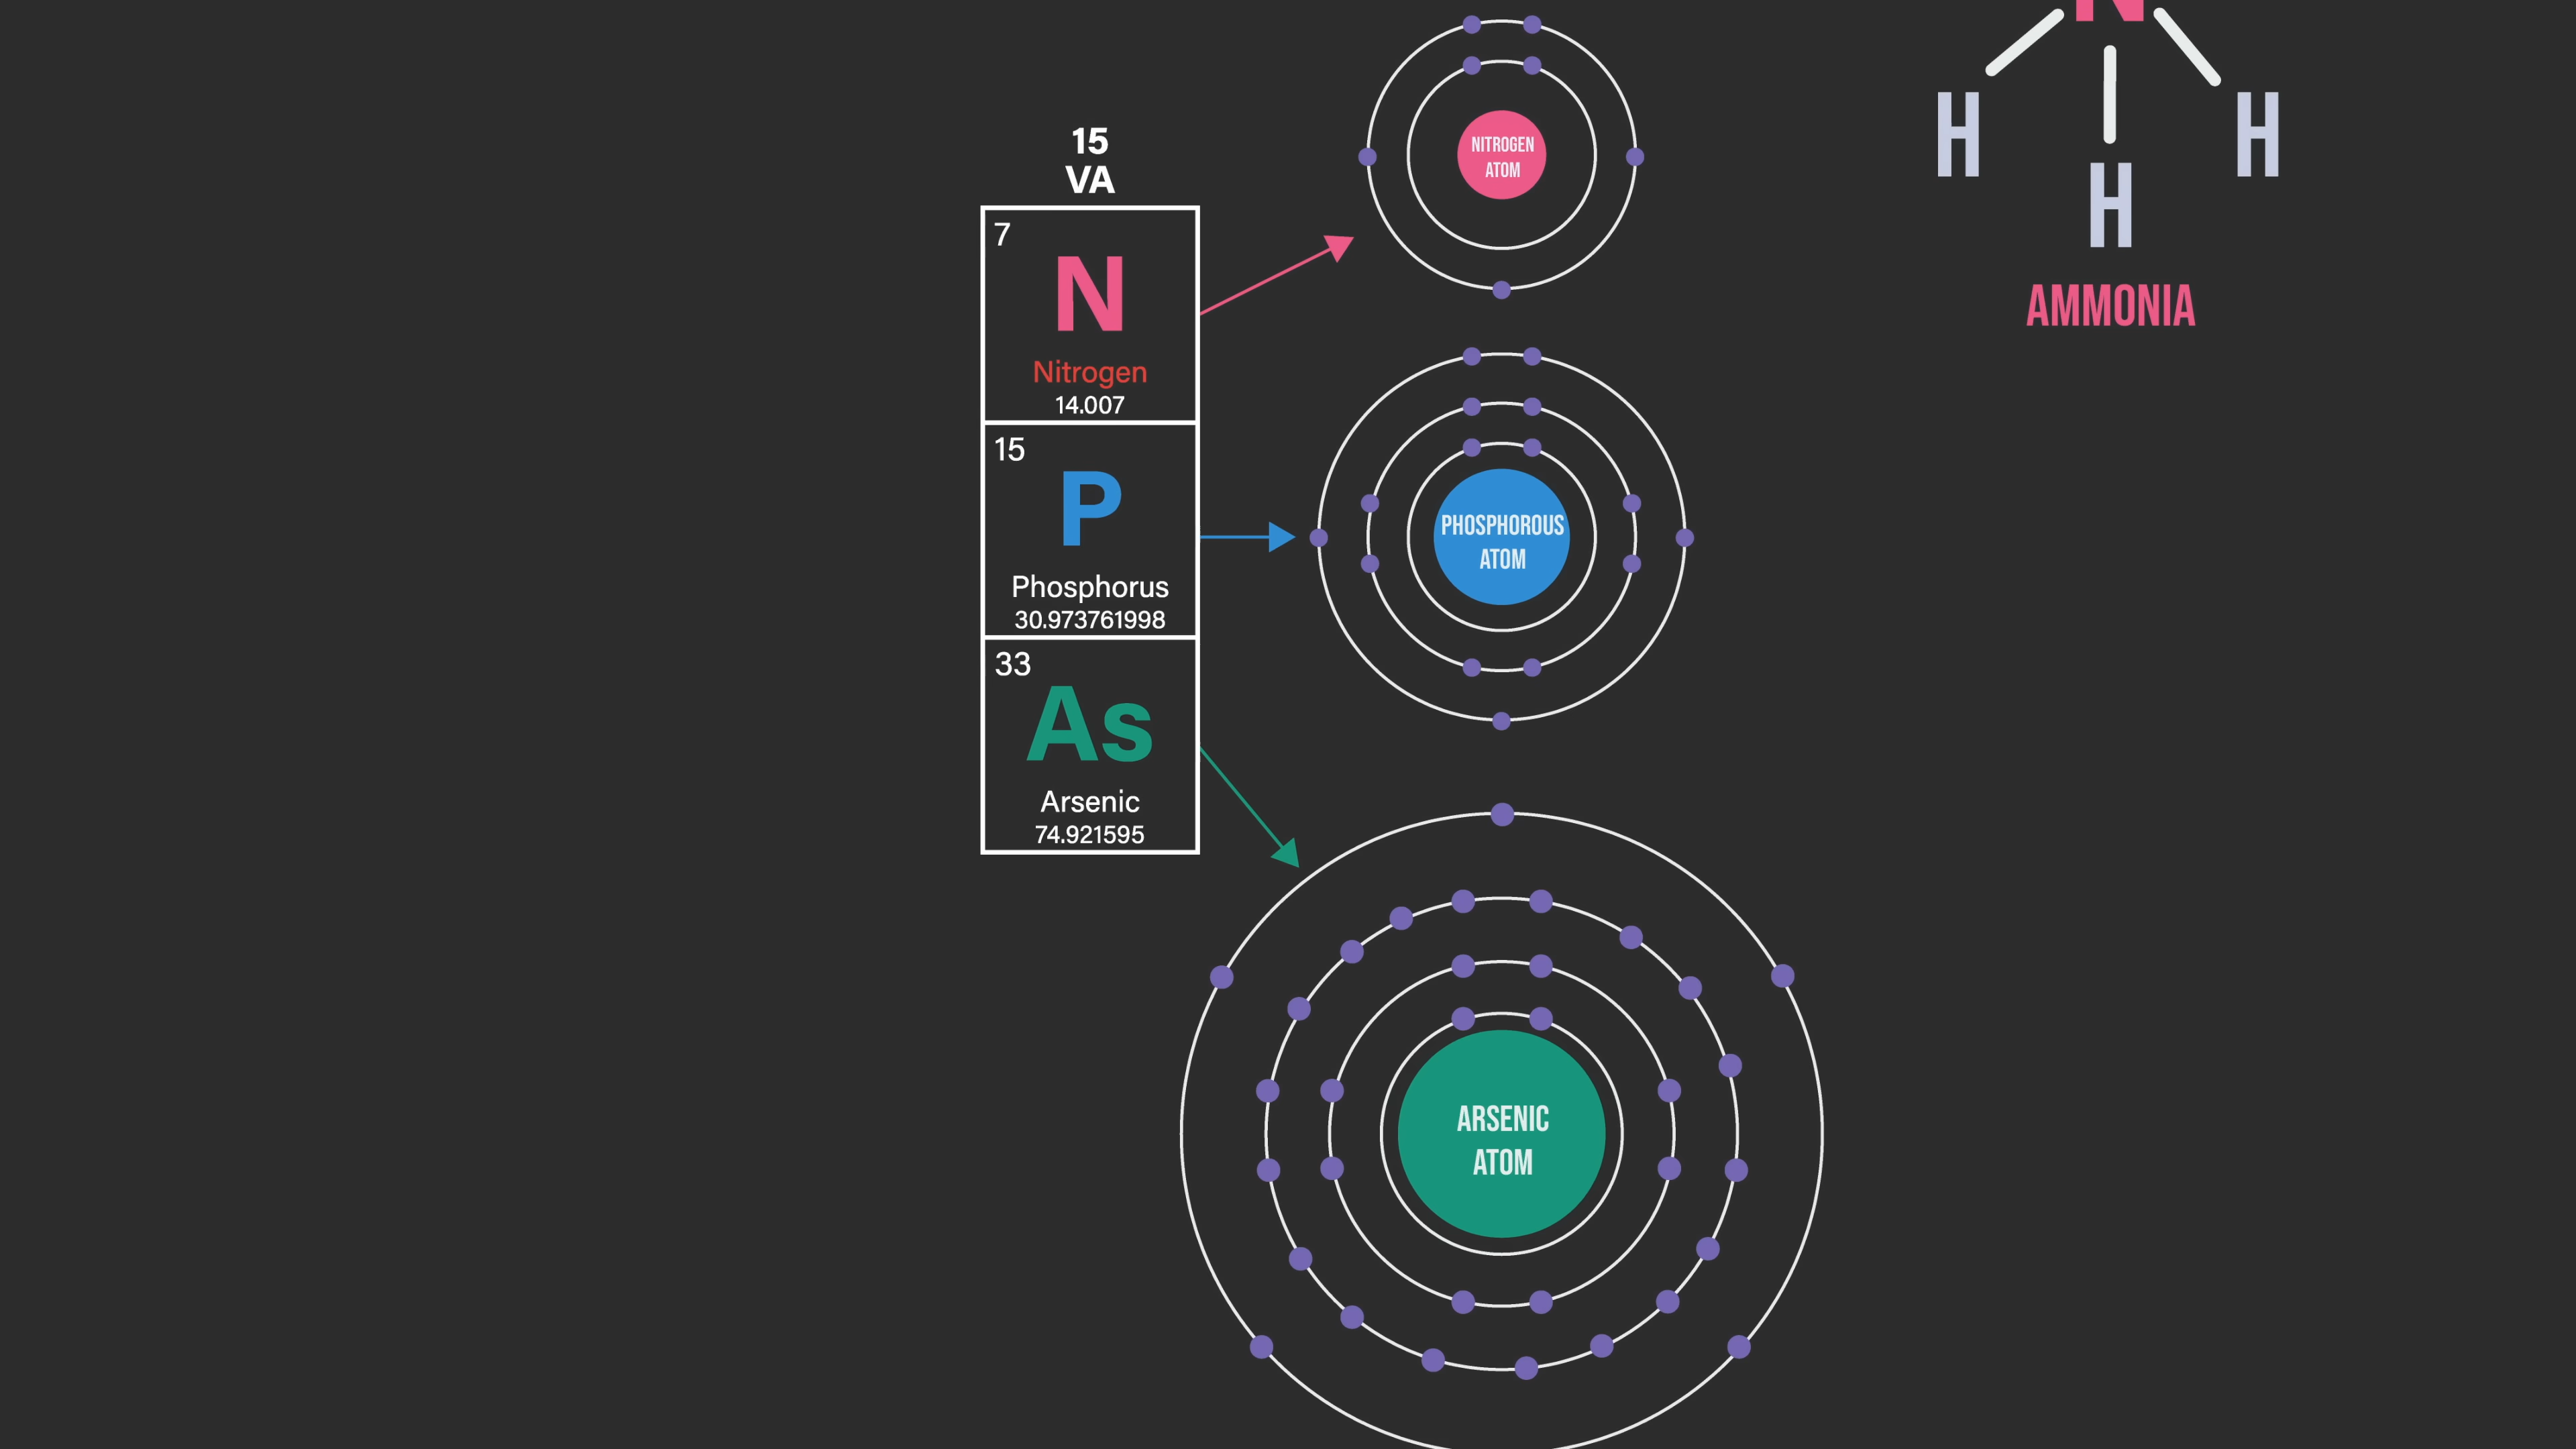 15
VA
7
N
Nitrogen
14.007
15
P
Phosphorus
30.973761998
33
As
Arsenic
74.921595
NITROGEN
ATOM
PHOSPHOROUS
ATOM
ARSENIC
ATOM
N
H
H
H
AMMONIA